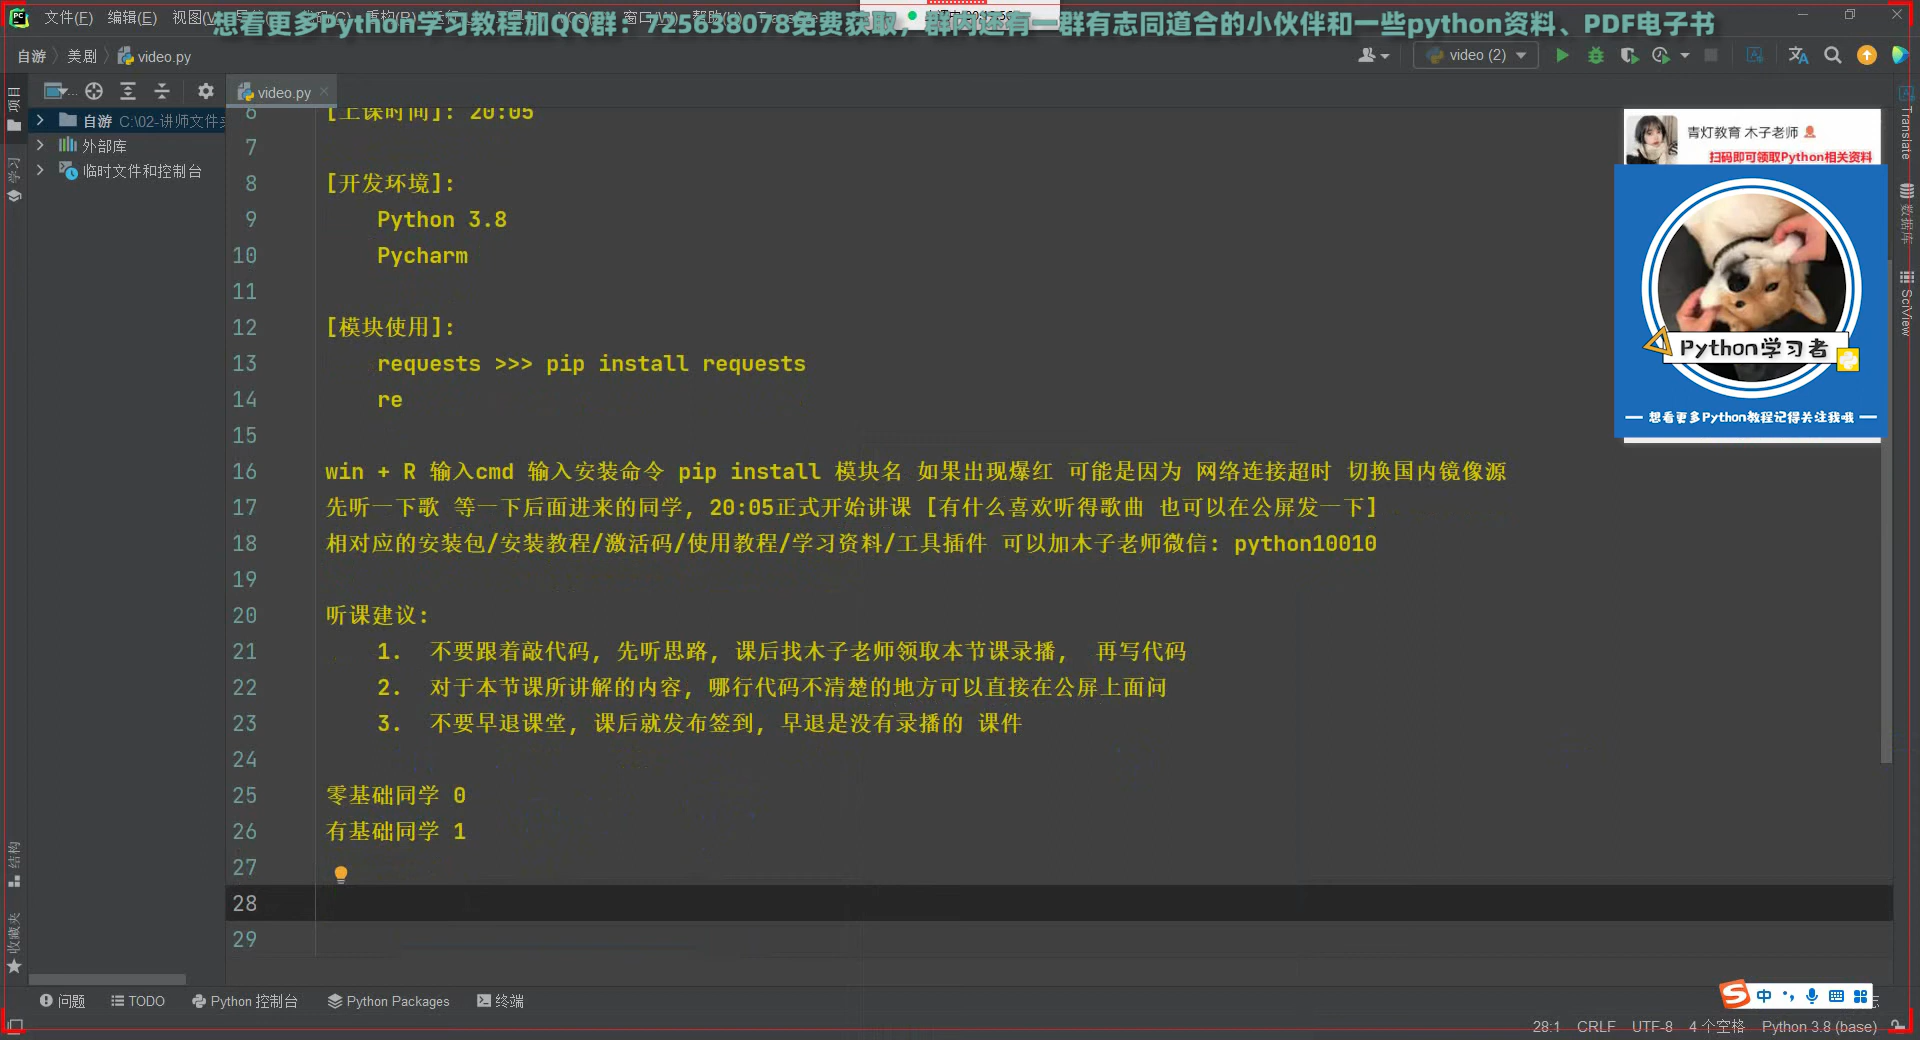 想看更多Python学习教程加QQ群：725638078免费获取，群内还有一群有志同道合的小伙伴和一些python资料、PDF电子书
文件(F) 编辑(E)
自游 美剧 video.py
video (2)
项目
学习
结构
收藏夹
自游 C:\02-讲师文件夹
外部库
临时文件和控制台
video.py
6 [上课时间]: 20:05
7
8 [开发环境]:
9 Python 3.8
10 Pycharm
11
12 [模块使用]:
13 requests >>> pip install requests
14 re
15
16 win + R 输入cmd 输入安装命令 pip install 模块名 如果出现爆红 可能是因为 网络连接超时 切换国内镜像源
17 先听一下歌 等一下后面进来的同学, 20:05正式开始讲课 [有什么喜欢听得歌曲 也可以在公屏发一下]
18 相对应的安装包/安装教程/激活码/使用教程/学习资料/工具插件 可以加木子老师微信: python10010
19
20 听课建议:
21 1. 不要跟着敲代码, 先听思路, 课后找木子老师领取本节课录播, 再写代码
22 2. 对于本节课所讲解的内容, 哪行代码不清楚的地方可以直接在公屏上面问
23 3. 不要早退课堂, 课后就发布签到, 早退是没有录播的 课件
24
25 零基础同学 0
26 有基础同学 1
27
28
29
青灯教育 木子老师
扫码即可领取Python相关资料
Python学习者
想看更多Python教程记得关注我哦
Translate
数据库
SciView
问题 TODO Python 控制台 Python Packages 终端
中
28:1 CRLF UTF-8 4 个空格 Python 3.8 (base)